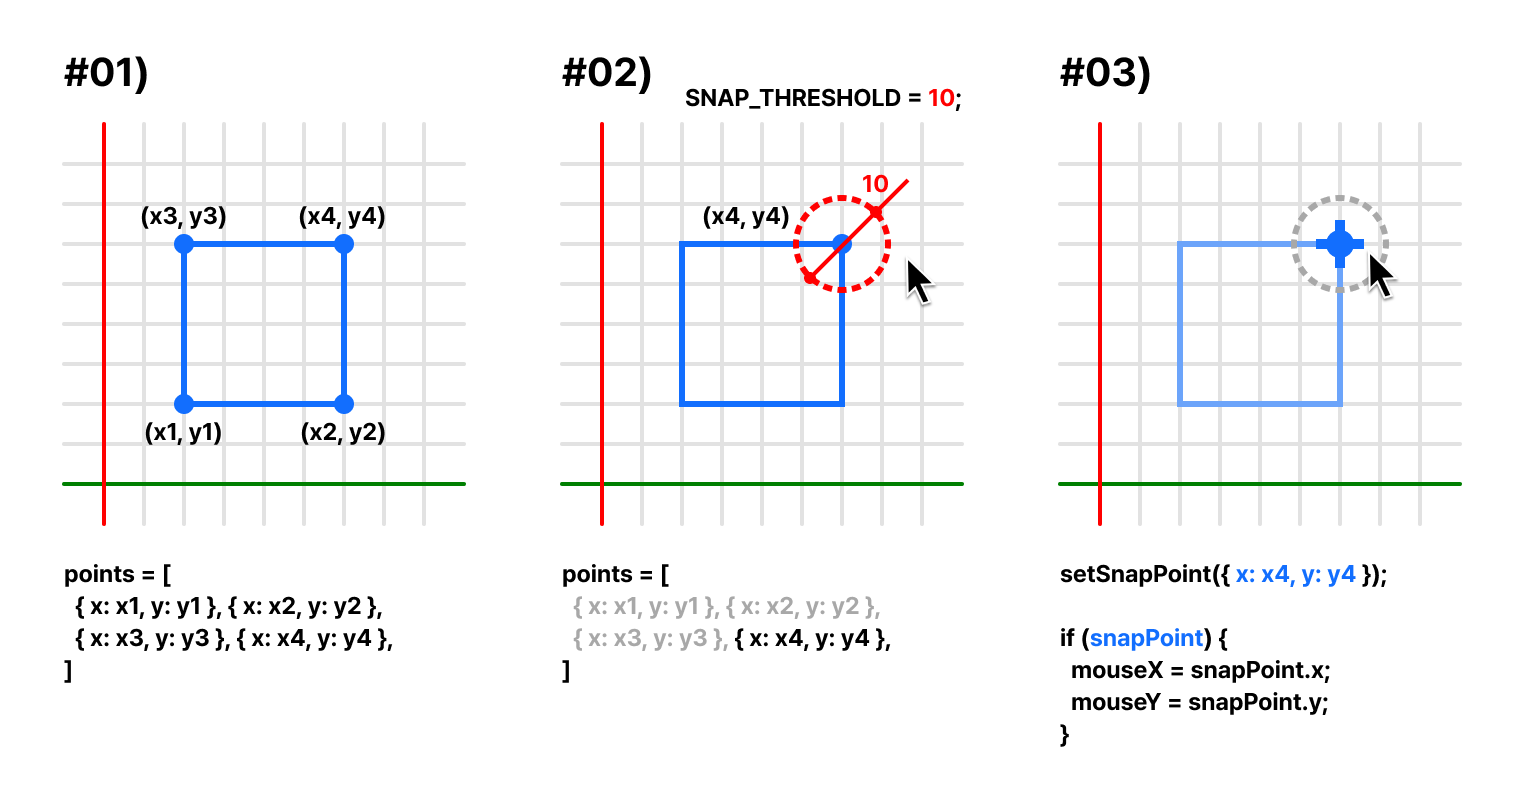 #01)
(x3, y3) (x4, y4)
(x1, y1) (x2, y2)
points = [
{ x: x1, y: y1 }, { x: x2, y: y2 },
{ x: x3, y: y3 }, { x: x4, y: y4 },
]
#02)
SNAP_THRESHOLD = 10;
10
(x4, y4)
points = [
{ x: x1, y: y1 }, { x: x2, y: y2 },
{ x: x3, y: y3 }, { x: x4, y: y4 },
]
#03)
setSnapPoint({ x: x4, y: y4 });
if (snapPoint) {
mouseX = snapPoint.x;
mouseY = snapPoint.y;
}